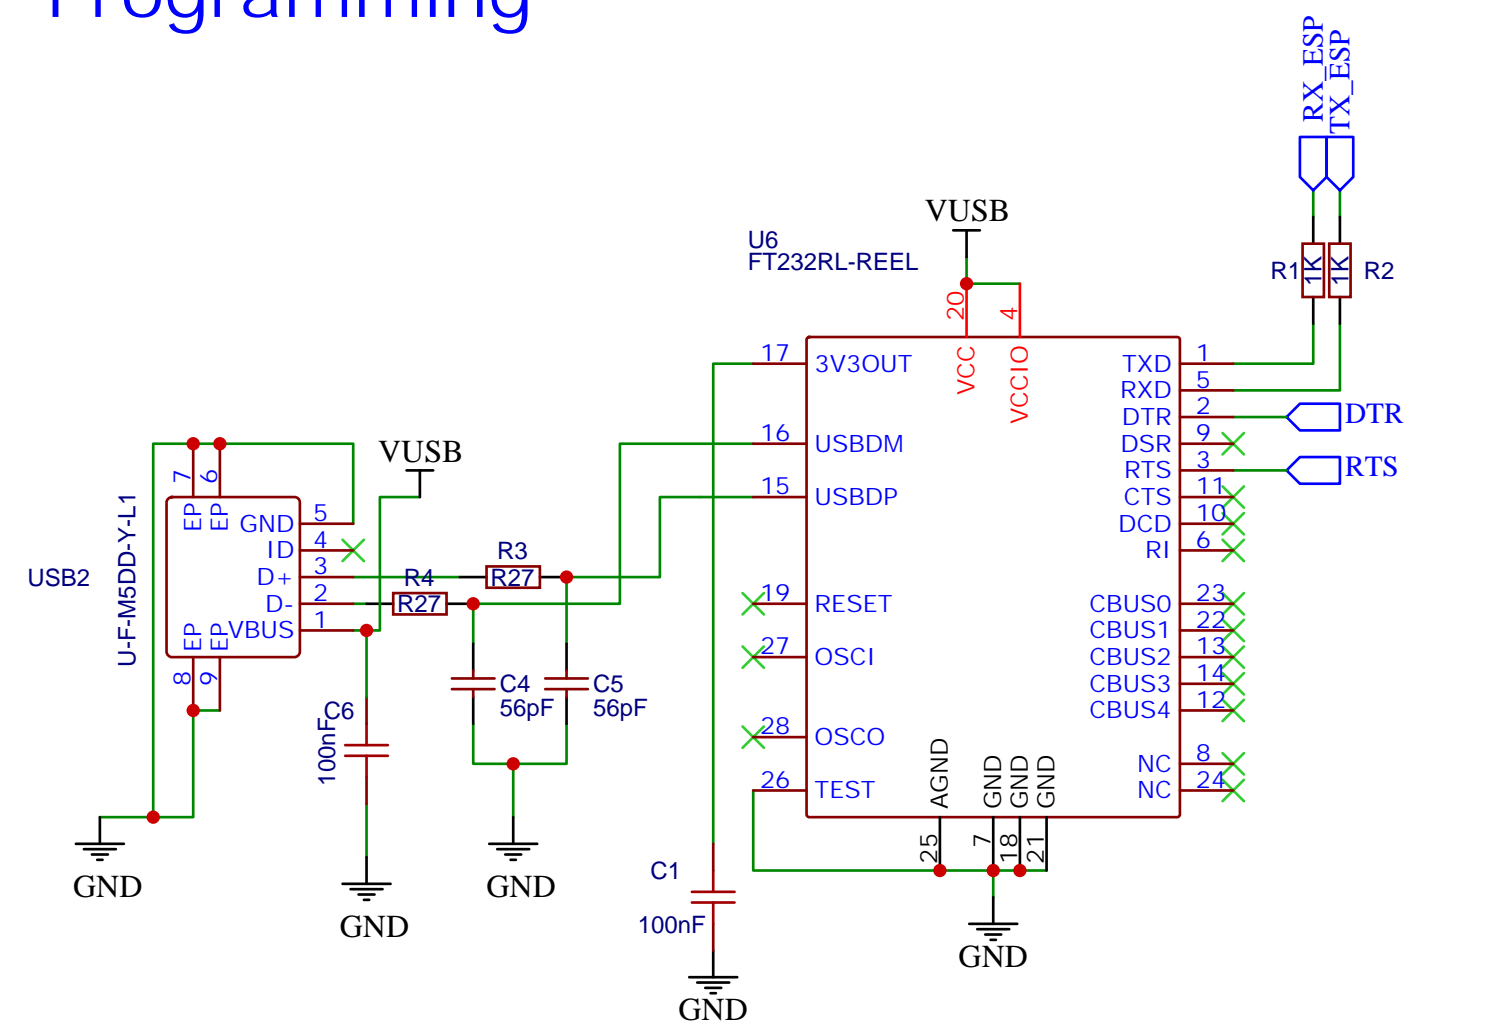 Programming
RX_ESP
TX_ESP
VUSB
U6
FT232RL-REEL
R1
1K
1K
R2
20
4
VCC
VCCIO
17
3V3OUT
16
USBDM
15
USBDP
19
RESET
27
OSCI
28
OSCO
26
TEST
TXD
1
RXD
5
DTR
2
DTR
DSR
9
RTS
3
RTS
CTS
11
DCD
10
RI
6
CBUS0
23
CBUS1
22
CBUS2
13
CBUS3
14
CBUS4
12
NC
8
NC
24
AGND
GND
GND
GND
25
7
18
21
GND
VUSB
7
6
EP
EP
GND
5
ID
4
D+
3
D-
2
VBUS
1
EP
EP
8
9
USB2
U-F-M5DD-Y-L1
R3
R27
R4
R27
C4
56pF
C5
56pF
C6
100nF
GND
GND
GND
C1
100nF
GND